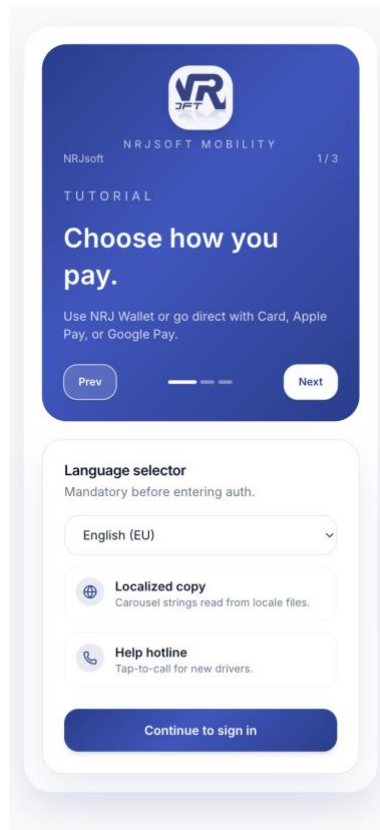 VR
OFT
NRJSOFT MOBILITY
NRJsoft
1 / 3
TUTORIAL
Choose how you
pay.
Use NRJ Wallet or go direct with Card, Apple
Pay, or Google Pay.
Prev
Next
Language selector
Mandatory before entering auth.
English (EU)
Localized copy
Carousel strings read from locale files.
Help hotline
Tap-to-call for new drivers.
Continue to sign in